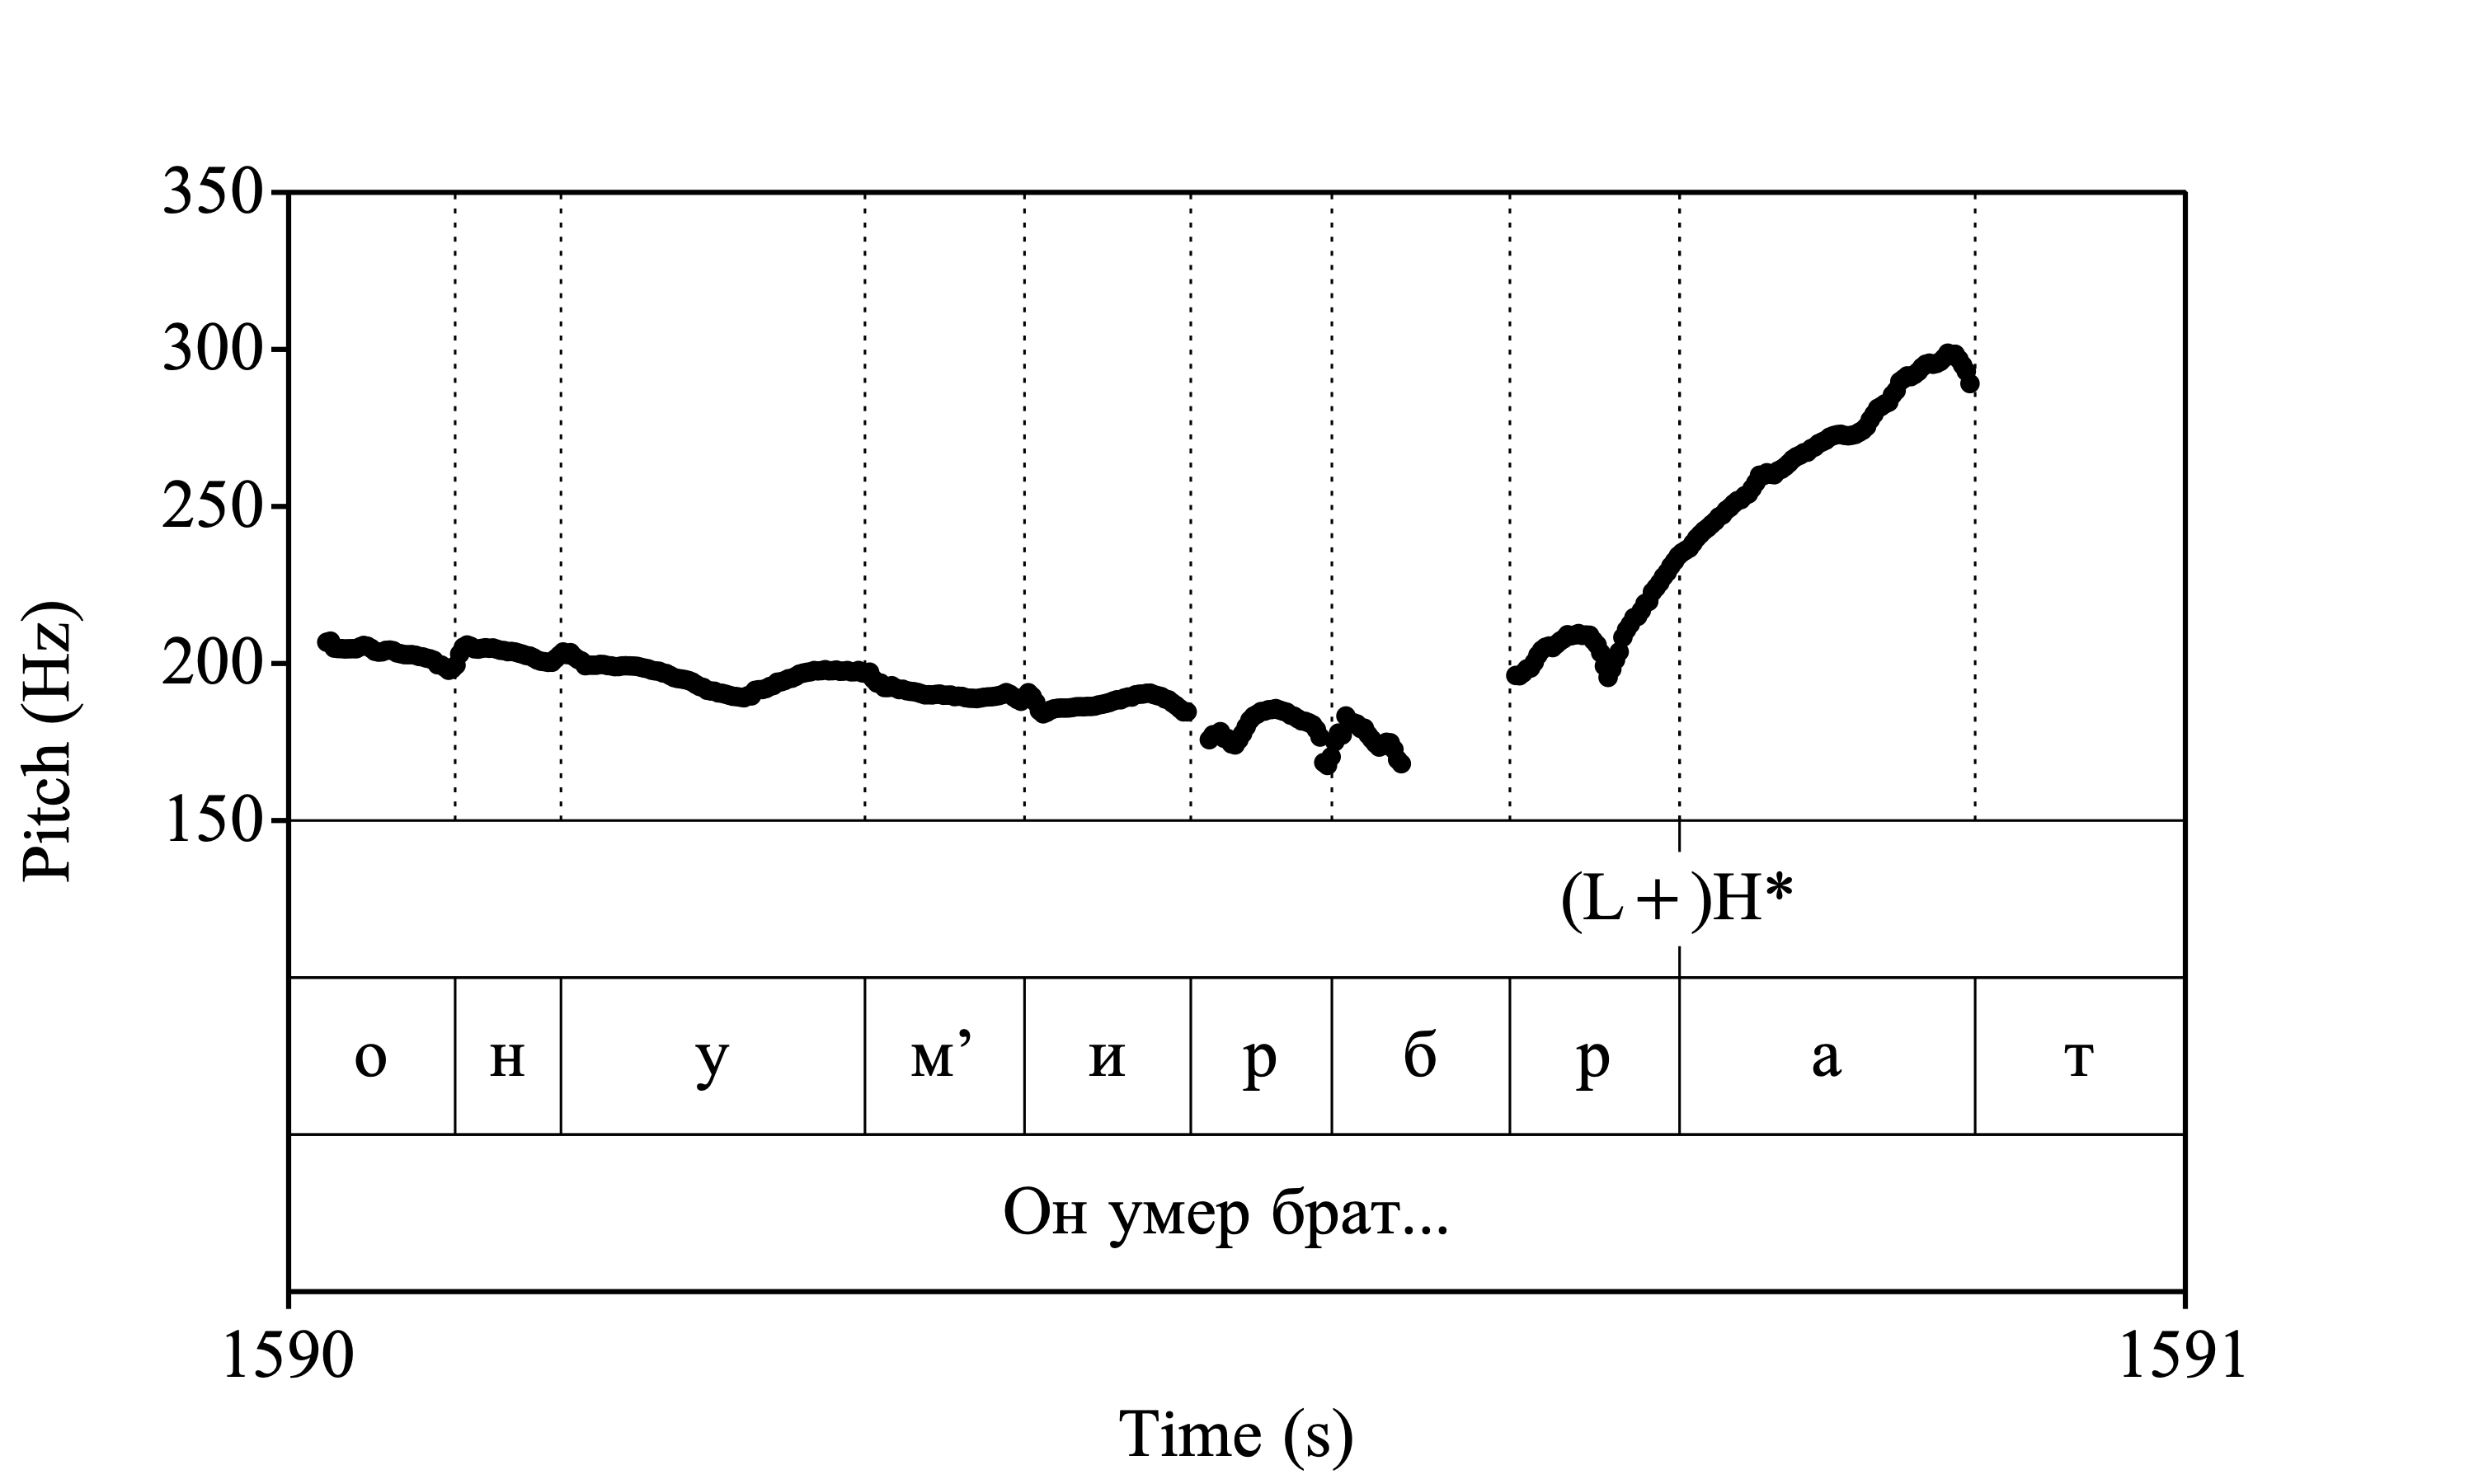 350
300
250
200
150
Pitch (Hz)
(L+)H*
о н у м’ и р б р а т
Он умер брат...
1590 1591
Time (s)